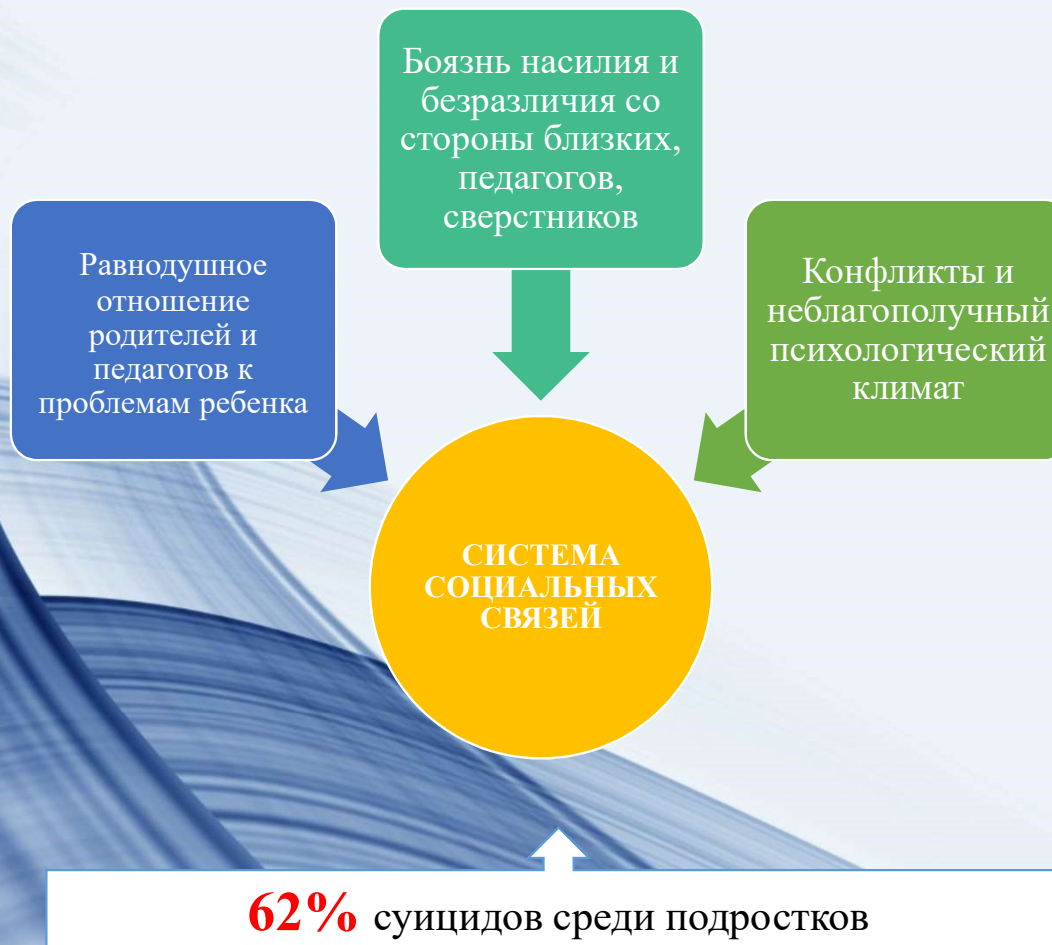 Боязнь насилия и
безразличия со
стороны близких,
педагогов,
сверстников
Равнодушное
отношение
родителей и
педагогов к
проблемам ребенка
Конфликты и
неблагополучный
психологический
климат
СИСТЕМА
СОЦИАЛЬНЫХ
СВЯЗЕЙ
62% суицидов среди подростков